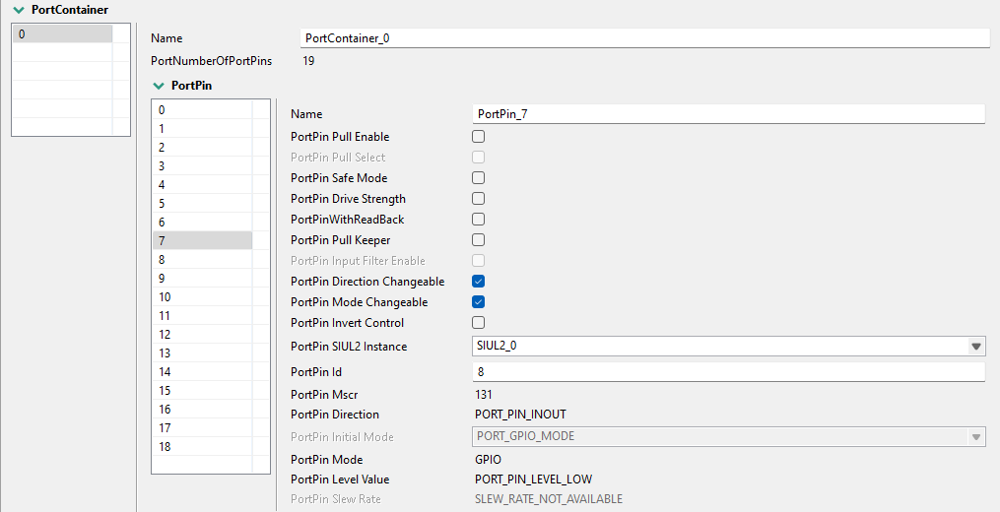 PortContainer
0
Name PortContainer_0
PortNumberOfPortPins 19
PortPin
0
1
2
3
4
5
6
7
8
9
10
11
12
13
14
15
16
17
18
Name PortPin_7
PortPin Pull Enable
PortPin Pull Select
PortPin Safe Mode
PortPin Drive Strength
PortPinWithReadBack
PortPin Pull Keeper
PortPin Input Filter Enable
PortPin Direction Changeable
PortPin Mode Changeable
PortPin Invert Control
PortPin SIUL2 Instance SIUL2_0
PortPin Id 8
PortPin Mscr 131
PortPin Direction PORT_PIN_INOUT
PortPin Initial Mode PORT_GPIO_MODE
PortPin Mode GPIO
PortPin Level Value PORT_PIN_LEVEL_LOW
PortPin Slew Rate SLEW_RATE_NOT_AVAILABLE